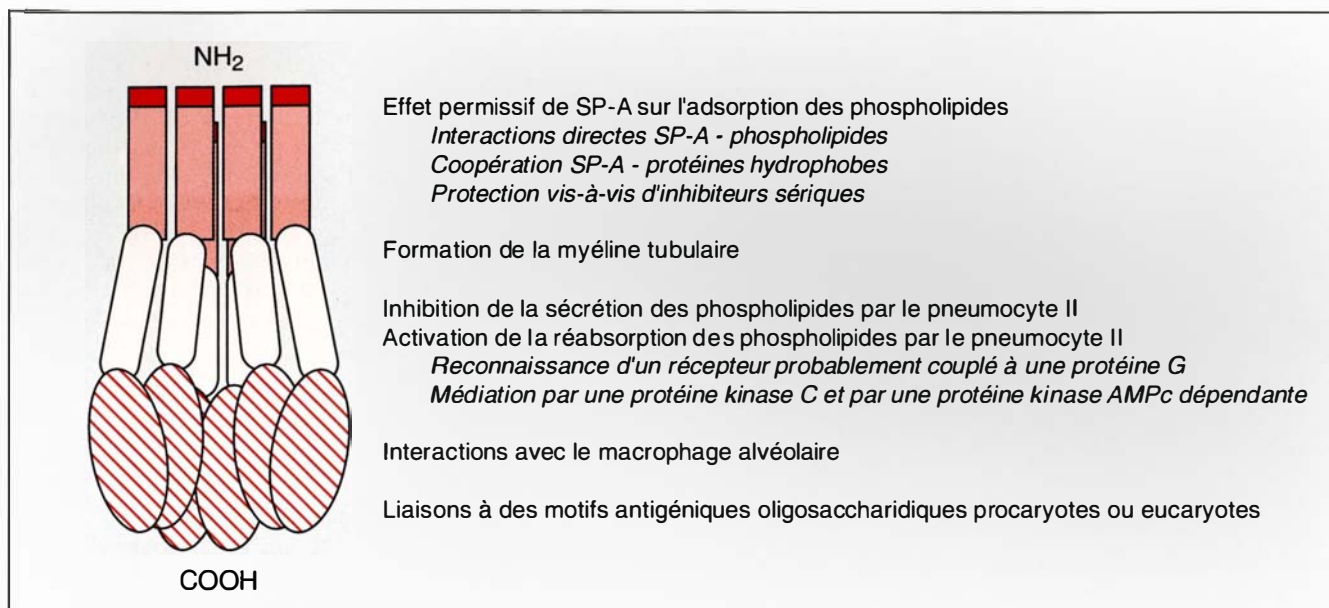 NH2
Effet permissif de SP-A sur l'adsorption des phospholipides
Interactions directes SP-A - phospholipides
Coopération SP-A - protéines hydrophobes
Protection vis-à-vis d'inhibiteurs sériques
Formation de la myéline tubulaire
Inhibition de la sécrétion des phospholipides par le pneumocyte II
Activation de la réabsorption des phospholipides par le pneumocyte II
Reconnaissance d'un récepteur probablement couplé à une protéine G
Médiation par une protéine kinase C et par une protéine kinase AMPc dépendante
Interactions avec le macrophage alvéolaire
Liaisons à des motifs antigéniques oligosaccharidiques procaryotes ou eucaryotes
COOH